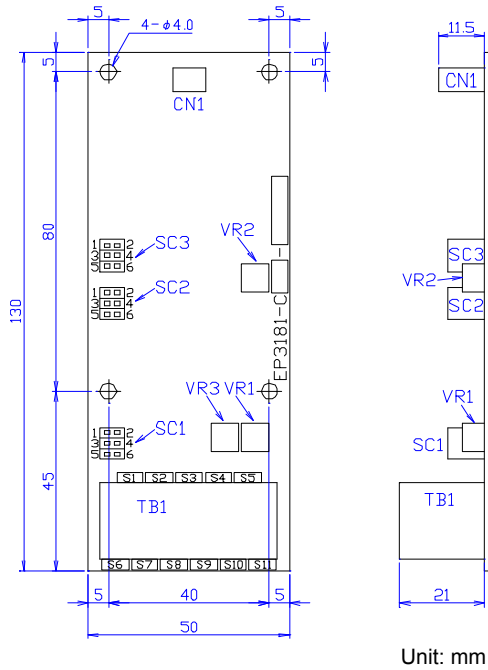 5
5
4-φ4.0
11.5
5
5
CN1
CN1
80
130
1 2
3 4
5 6
SC3
VR2
SC3
VR2
1 2
3 4
5 6
SC2
SC2
EP3181-C
VR3
VR1
VR1
1 2
3 4
5 6
SC1
SC1
45
S1 S2 S3 S4 S5
TB1
TB1
S6 S7 S8 S9 S10 S11
5
40
5
21
50
Unit: mm